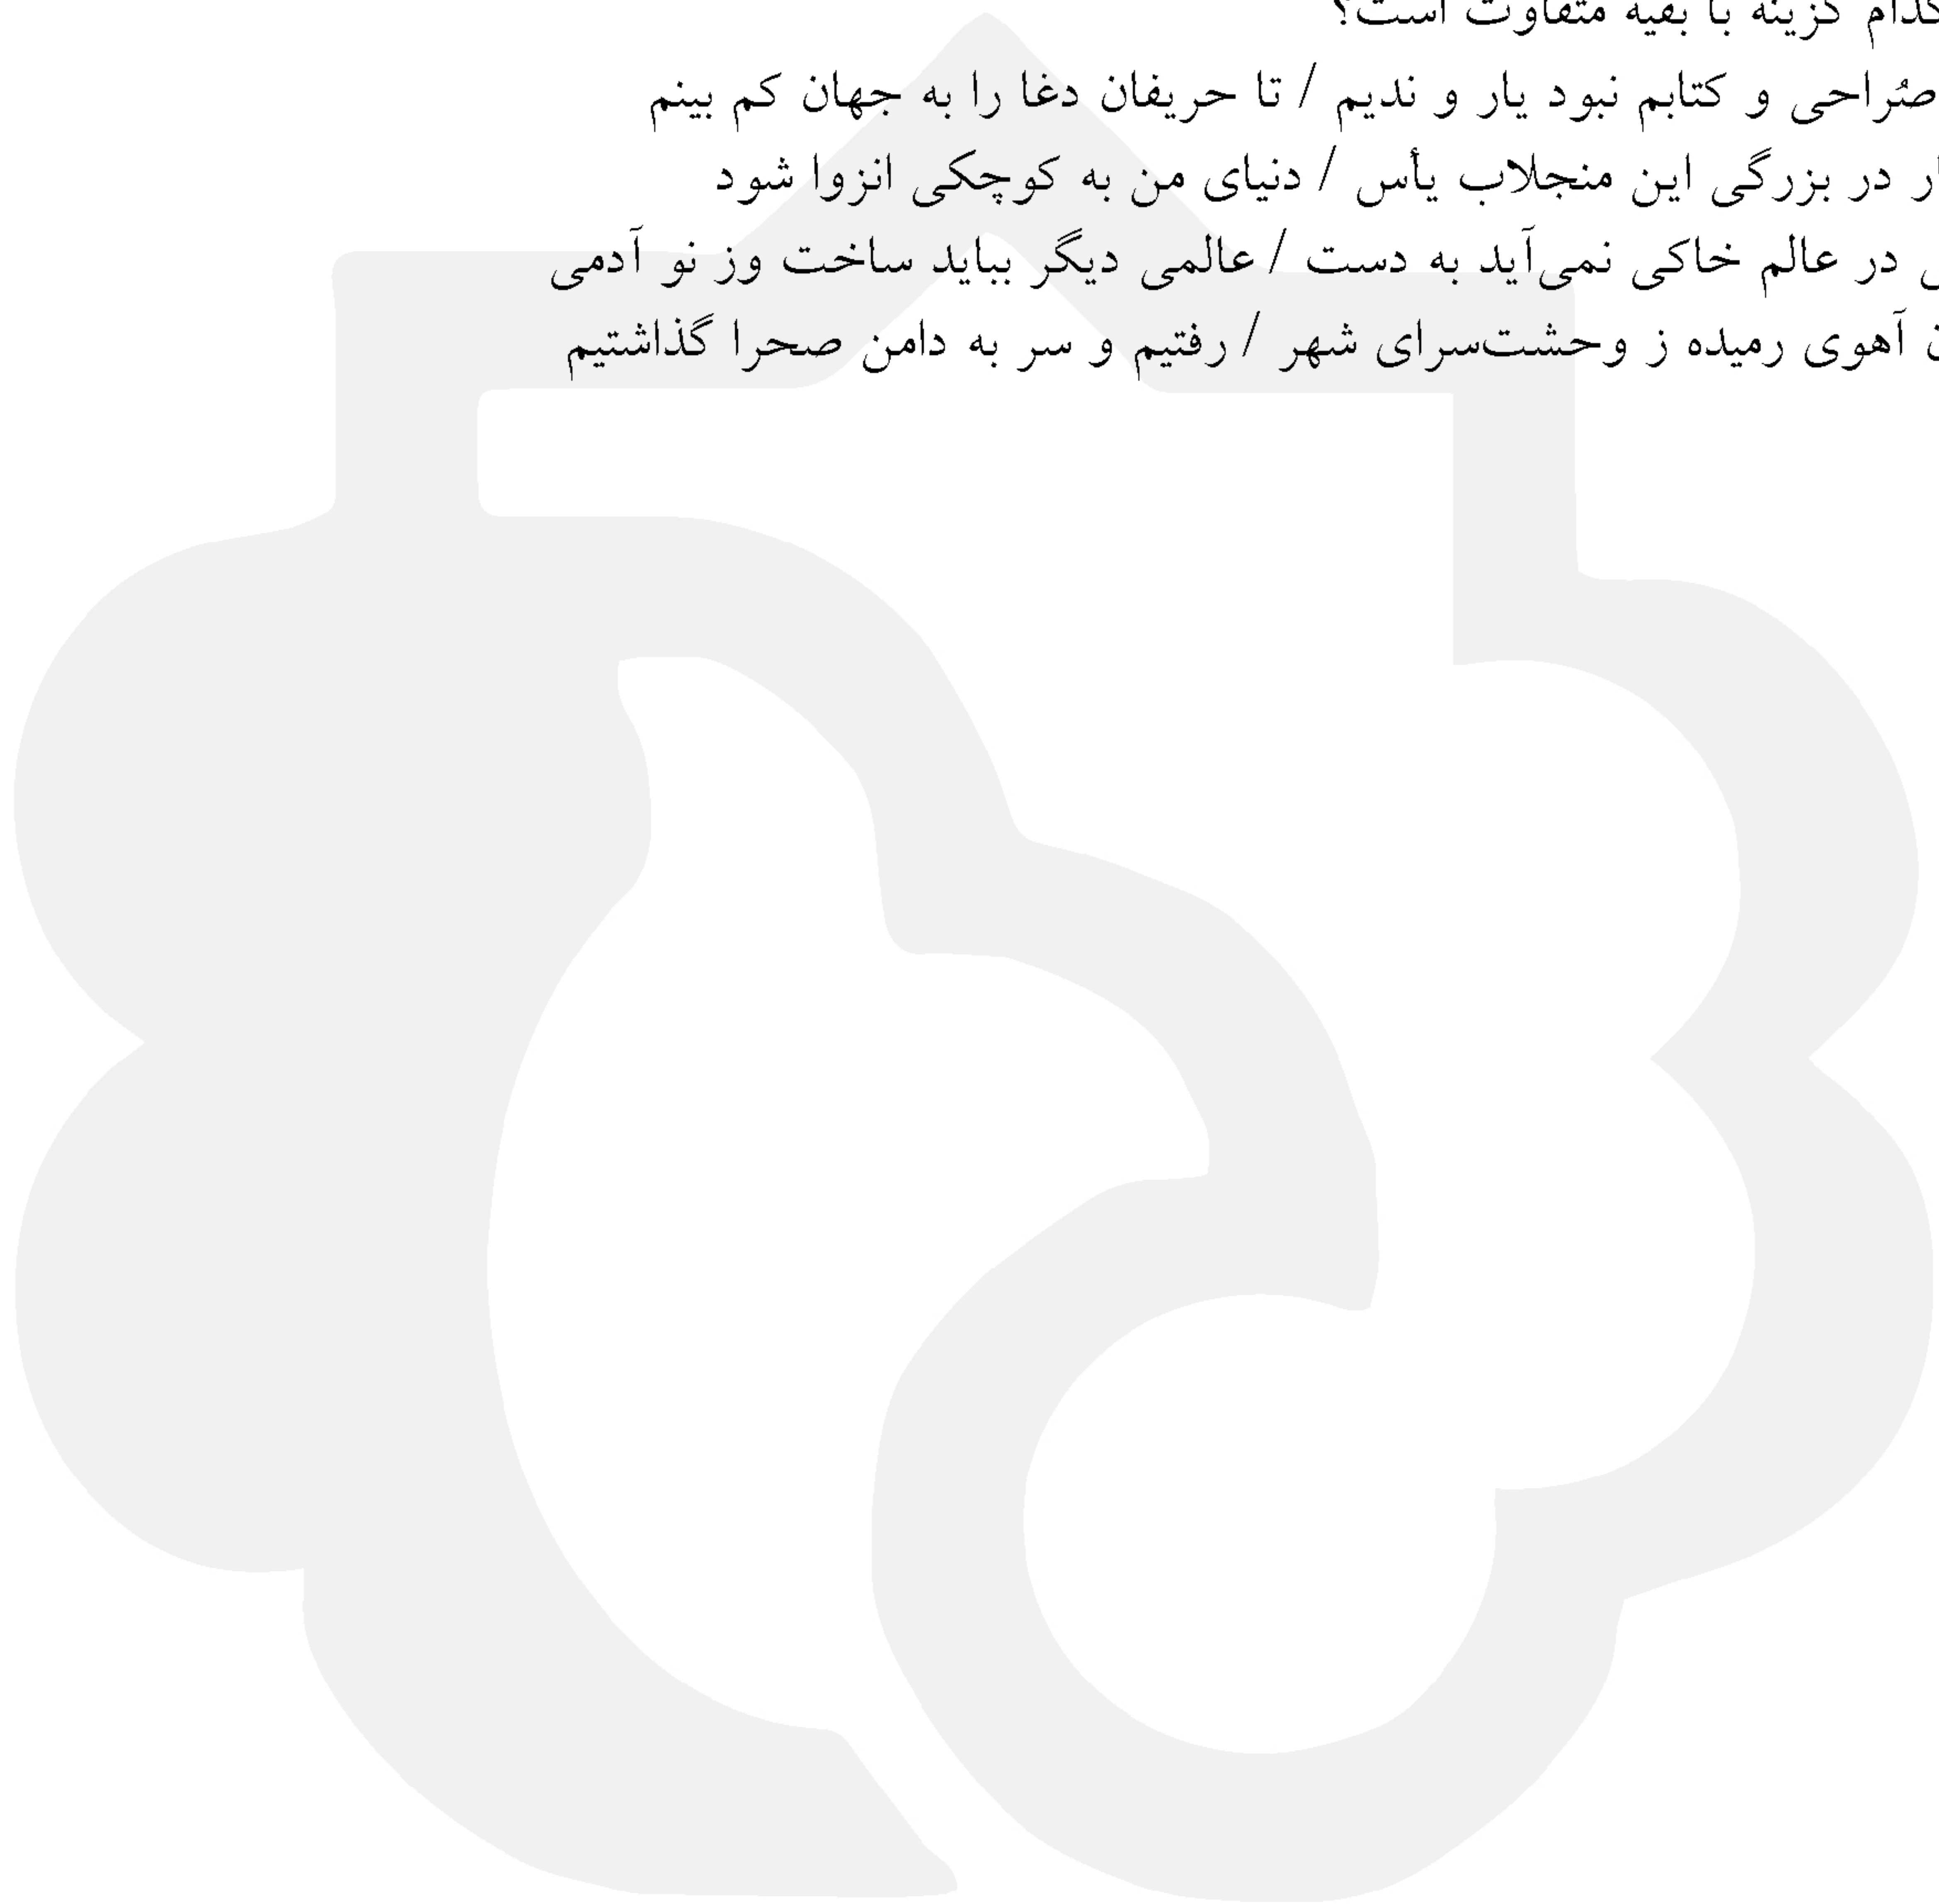 کدام گزینه با بقیه متفاوت است؟
صُراحی و کتابم نبود یار و ندیم / تا حریفان دغا را به جهان کم بینم
در بزرگی این منجلاب یأس / دنیای من به کوچکی انزوا شود
در عالم خاکی نمی‌آید به دست / عالمی دیگر بباید ساخت وز نو آدمی
آهوی رمیده ز وحشت‌سرای شهر / رفتیم و سر به دامن صحرا گذاشتیم